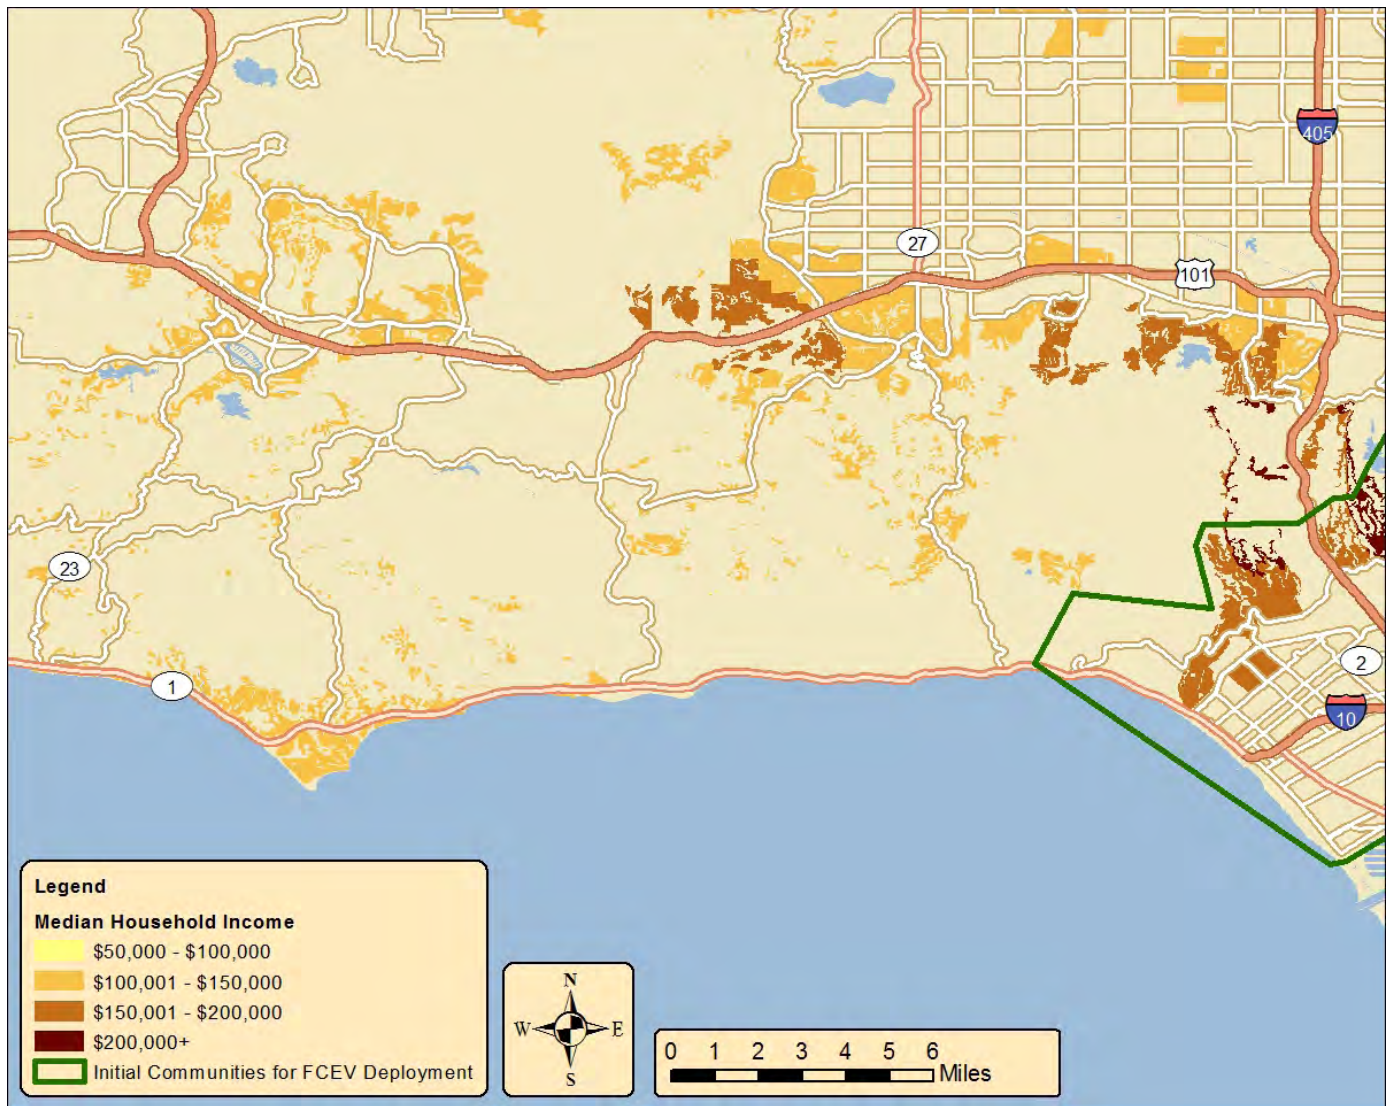 405
27
101
23
1
2
10
Legend
Median Household Income
$50,000 - $100,000
$100,001 - $150,000
$150,001 - $200,000
$200,000+
Initial Communities for FCEV Deployment
N
W E
S
0 1 2 3 4 5 6
Miles